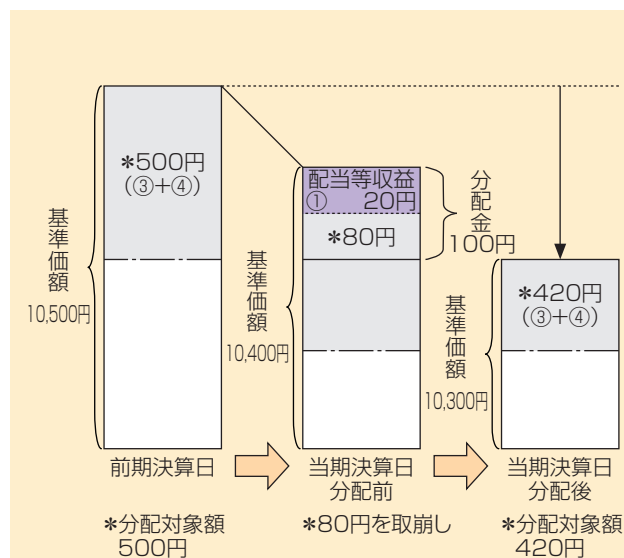 *500円
(③+④)
基準価額
10,500円
前期決算日
*分配対象額
500円
配当等収益
① 20円
*80円
分配金
100円
基準価額
10,400円
当期決算日
分配前
*80円を取崩し
*420円
(③+④)
基準価額
10,300円
当期決算日
分配後
*分配対象額
420円